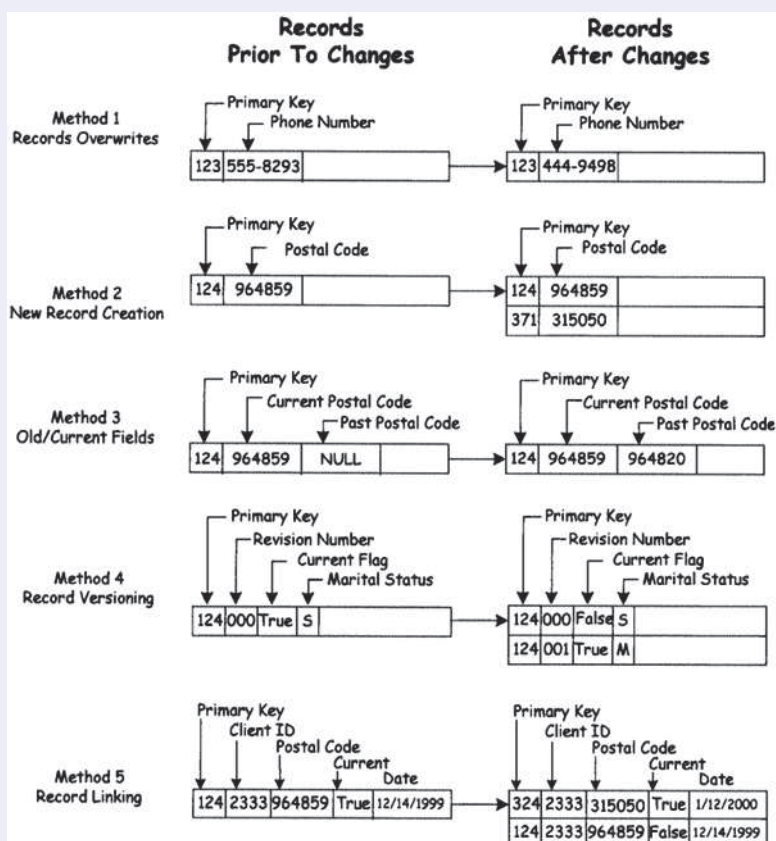 Records
Prior To Changes
Records
After Changes
Method 1
Records Overwrites
Primary Key
Phone Number
123 555-8293
Primary Key
Phone Number
123 444-9498
Method 2
New Record Creation
Primary Key
Postal Code
124 964859
Primary Key
Postal Code
124 964859
371 315050
Method 3
Old/Current Fields
Primary Key
Current Postal Code
Past Postal Code
124 964859 NULL
Primary Key
Current Postal Code
Past Postal Code
124 964859 964820
Method 4
Record Versioning
Primary Key
Revision Number
Current Flag
Marital Status
124 000 True S
Primary Key
Revision Number
Current Flag
Marital Status
124 000 False S
124 001 True M
Method 5
Record Linking
Primary Key
Client ID
Postal Code
Current
Date
124 2333 964859 True 12/14/1999
Primary Key
Client ID
Postal Code
Current
Date
324 2333 315050 True 1/12/2000
124 2333 964859 False 12/14/1999